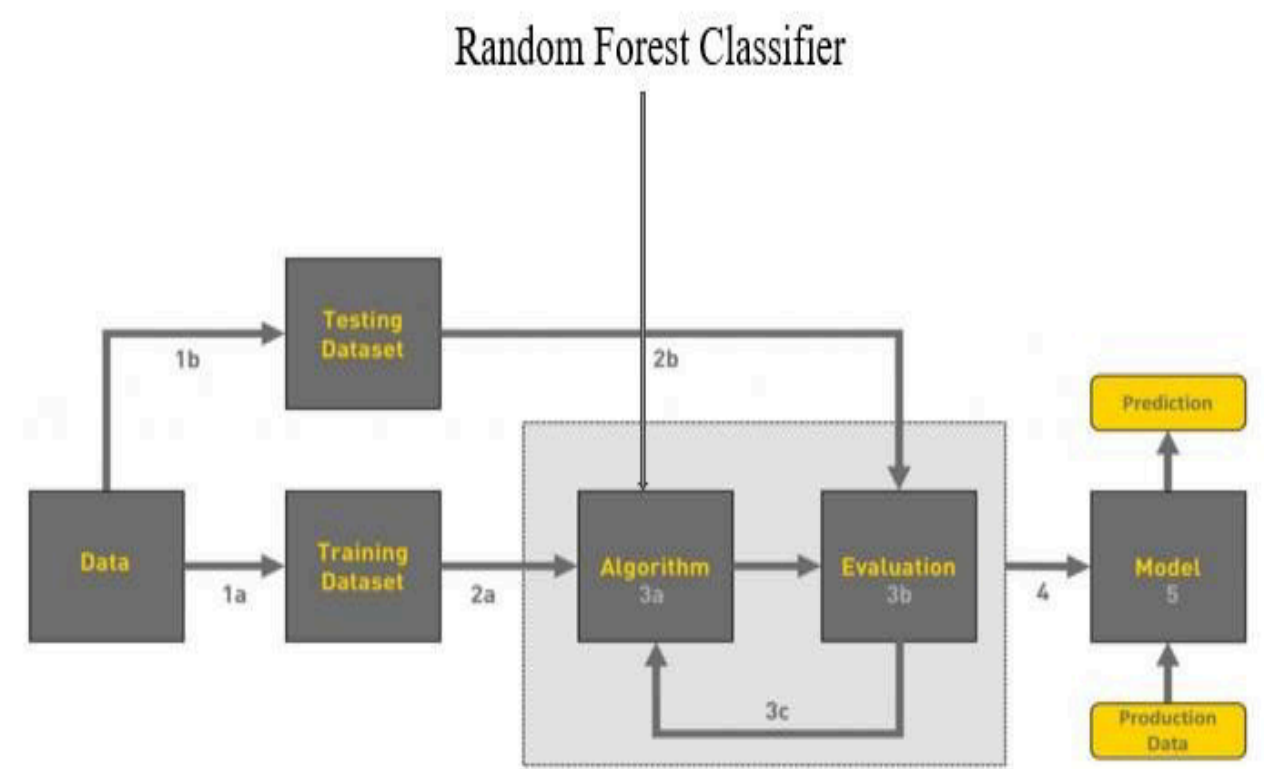 Random Forest Classifier
Testing
Dataset
1b
2b
Prediction
Data
1a
Training
Dataset
2a
Algorithm
3a
Evaluation
3b
4
Model
5
3c
Production
Data